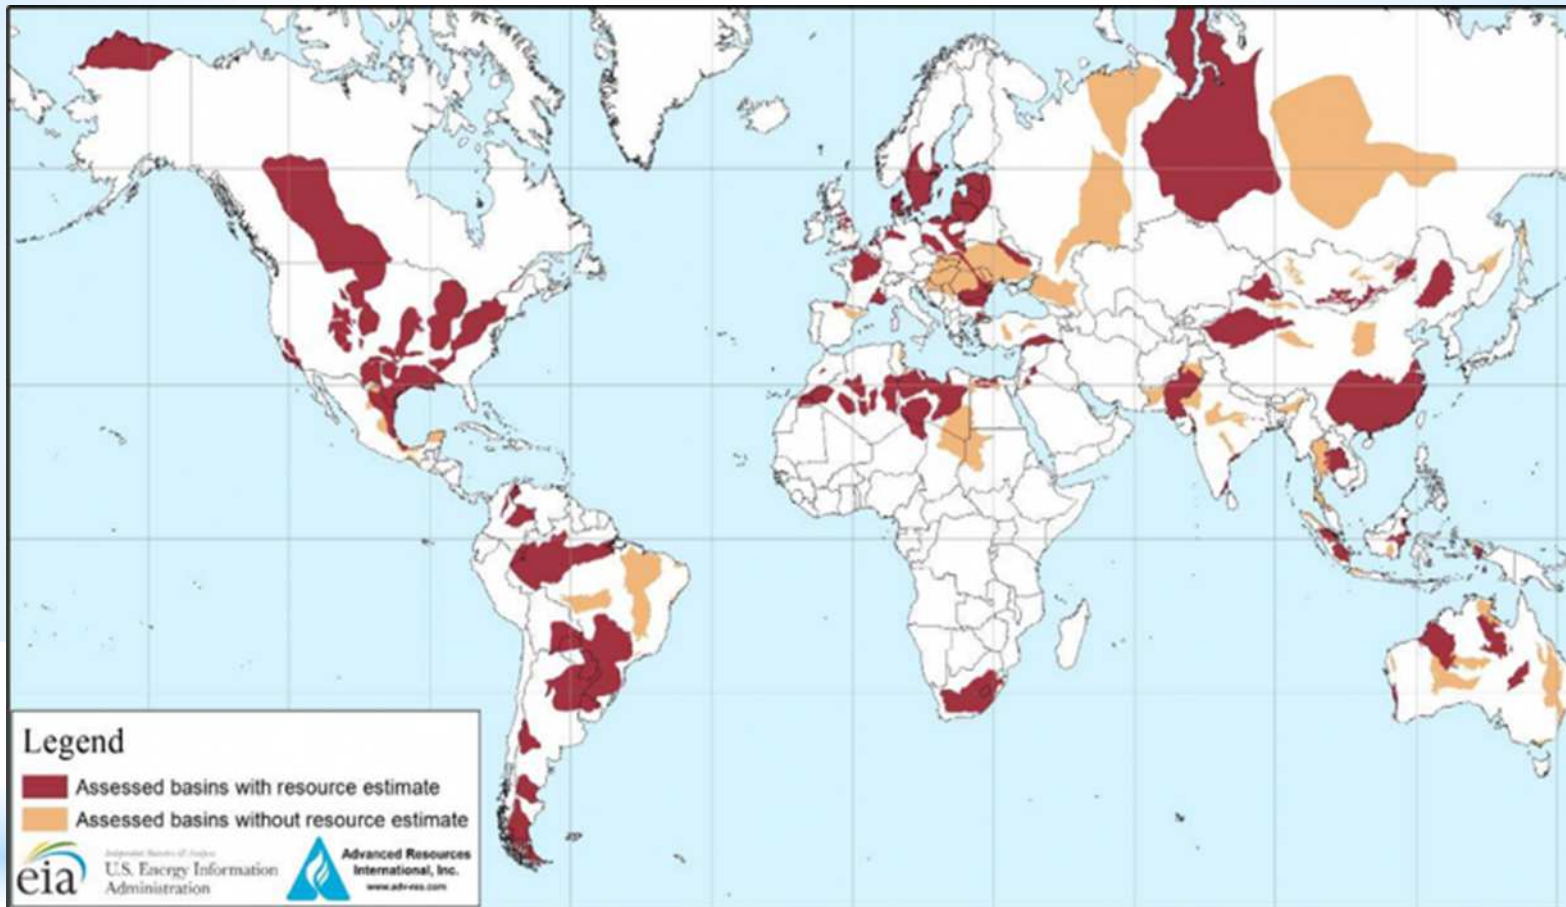 Legend
Assessed basins with resource estimate
Assessed basins without resource estimate
eia
U.S. Energy Information
Administration
Advanced Resources
International, Inc.
www.adv-res.com